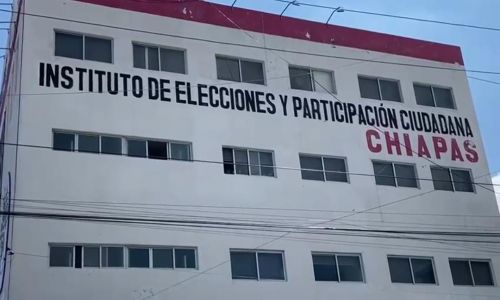 INSTITUTO DE ELECCIONES Y PARTICIPACIÓN CIUDADANA
CHIAPAS